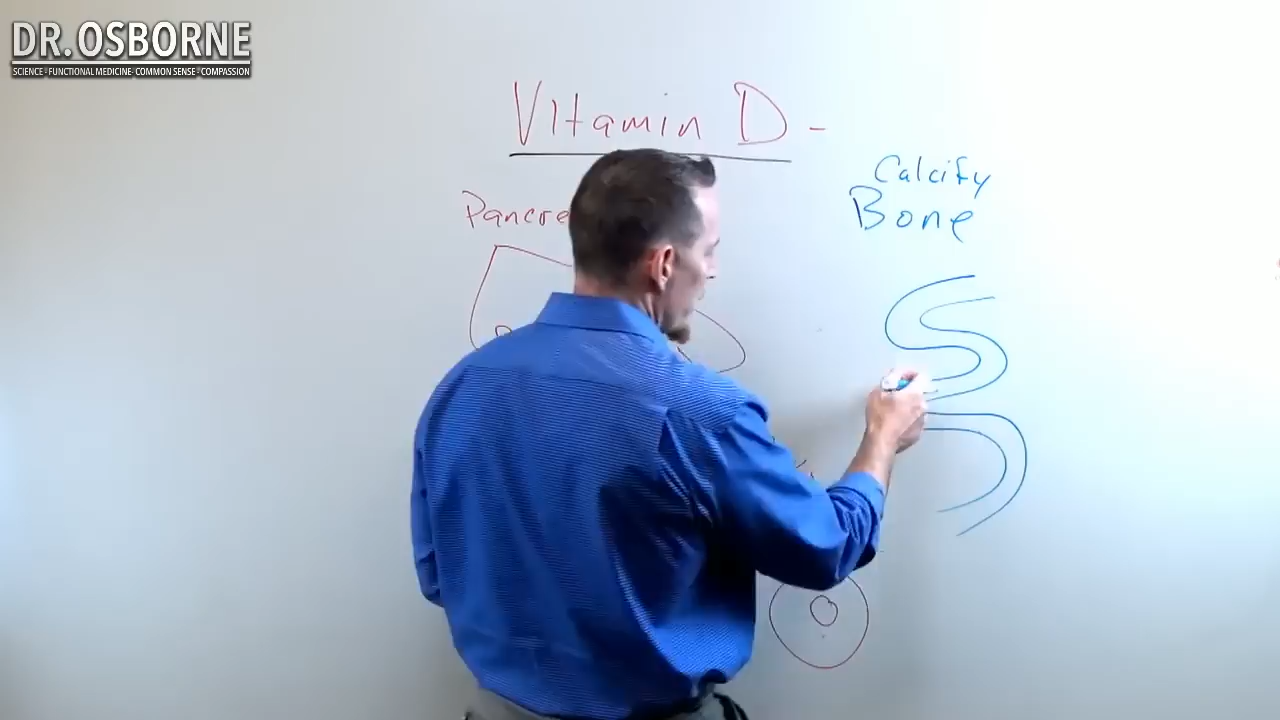 DR. OSBORNE
SCIENCE - FUNCTIONAL MEDICINE - COMMON SENSE - COMPASSION
Vitamin D -
Calcify
Bone
Pancre